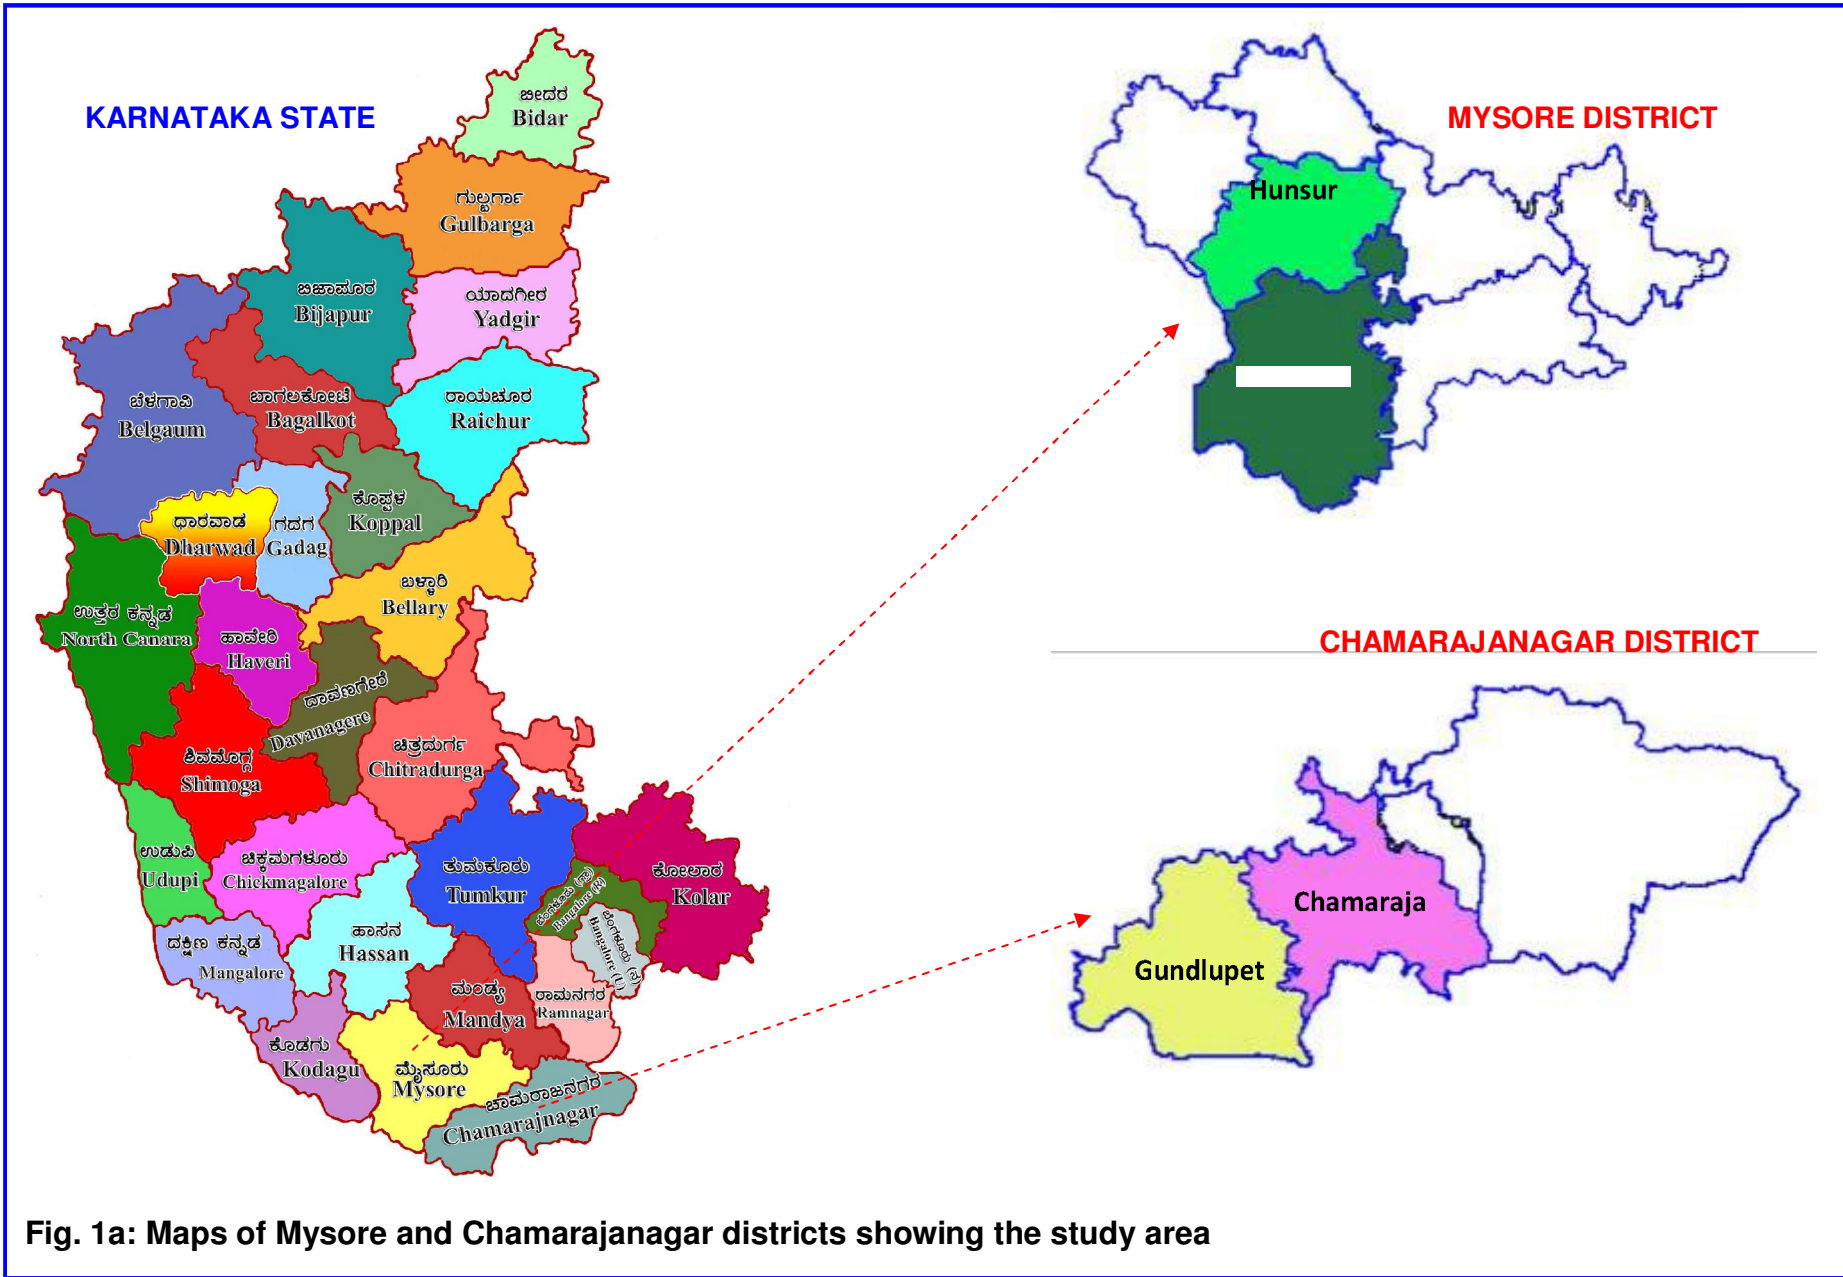 KARNATAKA STATE
ಬೀದರ
Bidar
ಗುಲ್ಬರ್ಗಾ
Gulbarga
ಬಿಜಾಪೂರ
Bijapur
ಯಾದಗೀರ
Yadgir
ಬೆಳಗಾವಿ
Belgaum
ಬಾಗಲಕೋಟೆ
Bagalkot
ರಾಯಚೂರ
Raichur
ಧಾರವಾಡ
Dharwad
ಗದಗ
Gadag
ಕೊಪ್ಪಳ
Koppal
ಬಳ್ಳಾರಿ
Bellary
ಉತ್ತರ ಕನ್ನಡ
North Canara
ಹಾವೇರಿ
Haveri
ದಾವಣಗೇರೆ
Davanagere
ಶಿವಮೊಗ್ಗ
Shimoga
ಚಿತ್ರದುರ್ಗ
Chitradurga
ಉಡುಪಿ
Udupi
ಚಿಕ್ಕಮಗಳೂರು
Chickmagalore
ತುಮಕೂರು
Tumkur
ಬೆಂಗಳೂರು (ಗ್ರಾ)
Bangalore (R)
ಬೆಂಗಳೂರು (ನ)
Bangalore (U)
ಕೋಲಾರ
Kolar
ದಕ್ಷಿಣ ಕನ್ನಡ
Mangalore
ಹಾಸನ
Hassan
ಮಂಡ್ಯ
Mandya
ರಾಮನಗರ
Ramnagar
ಕೊಡಗು
Kodagu
ಮೈಸೂರು
Mysore
ಚಾಮರಾಜನಗರ
Chamarajnagar
MYSORE DISTRICT
Hunsur
CHAMARAJANAGAR DISTRICT
Chamaraja
Gundlupet
Fig. 1a: Maps of Mysore and Chamarajanagar districts showing the study area